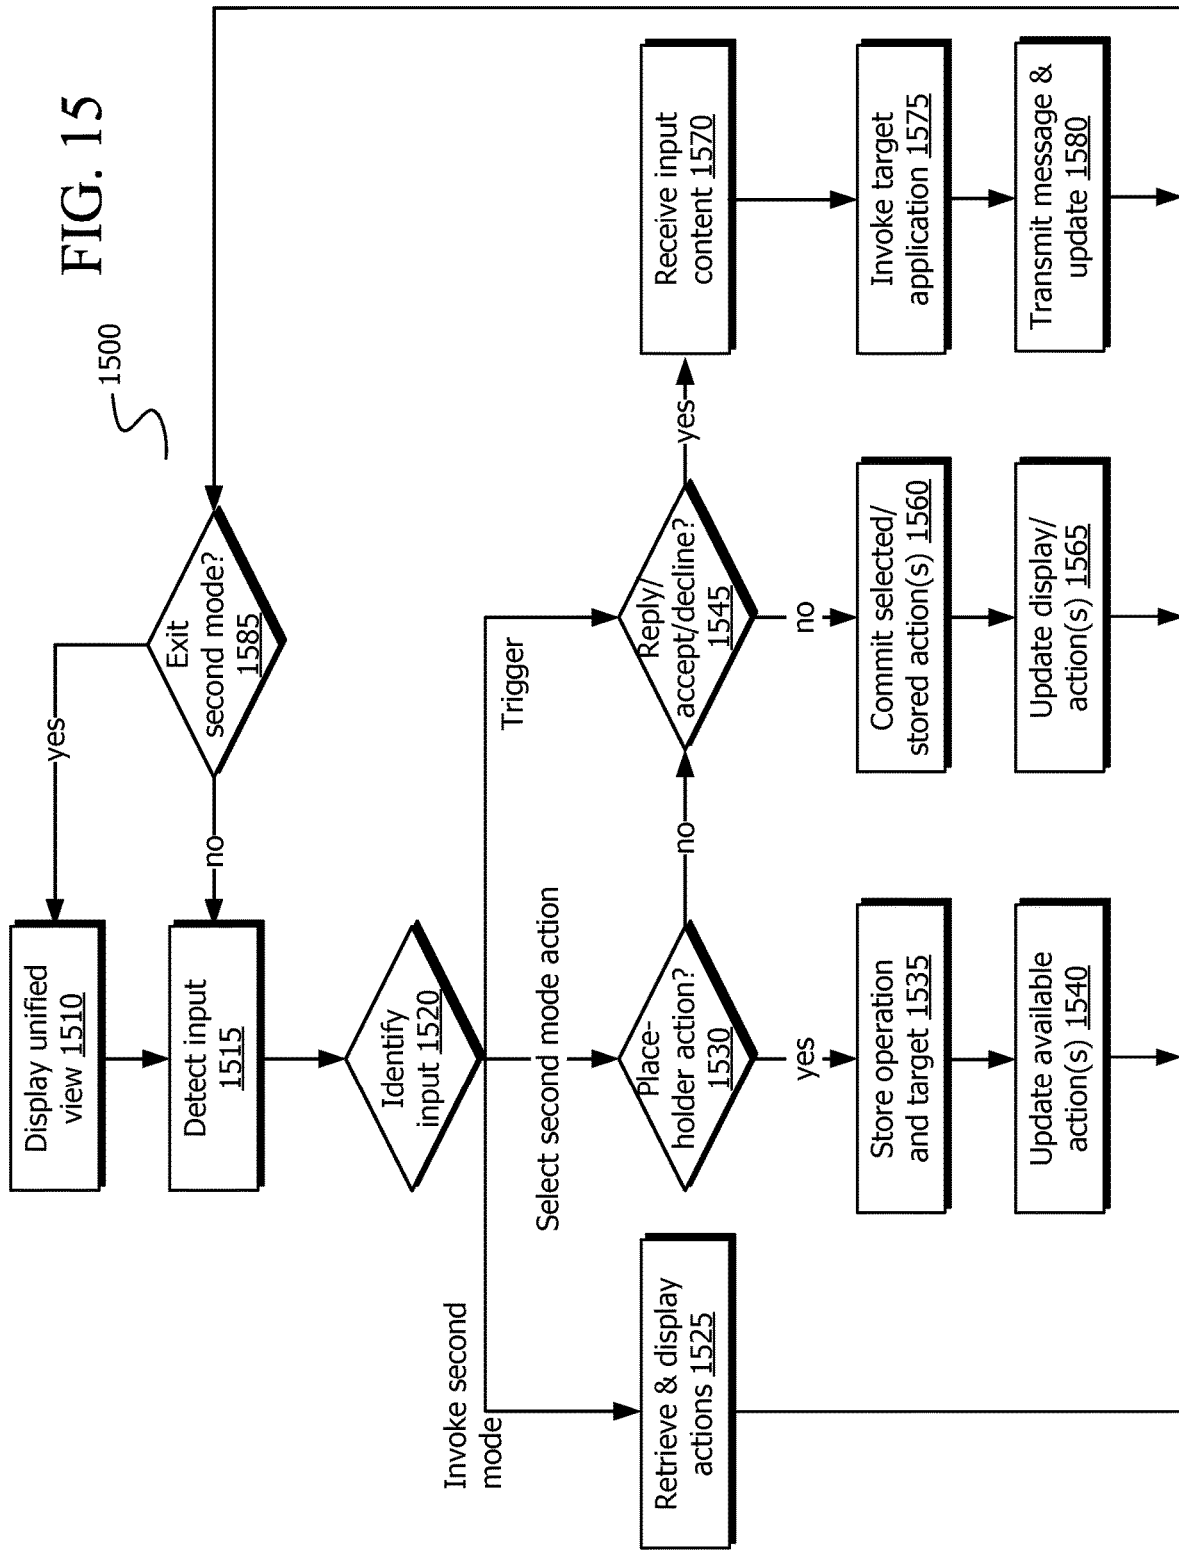 FIG. 15
1500
Display unified
view 1510
Detect input
1515
Exit
second mode?
1585
yes
no
Identify
input 1520
Invoke second
mode
Select second mode action
Trigger
Retrieve & display
actions 1525
Place-
holder action?
1530
no
yes
Reply/
accept/decline?
1545
yes
no
Receive input
content 1570
Store operation
and target 1535
Commit selected/
stored action(s) 1560
Invoke target
application 1575
Update available
action(s) 1540
Update display/
action(s) 1565
Transmit message &
update 1580